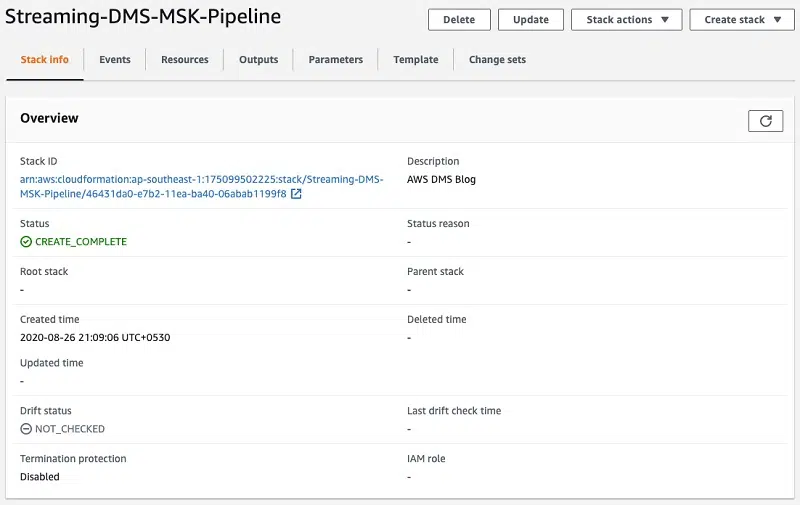 Streaming-DMS-MSK-Pipeline
Delete Update Stack actions Create stack
Stack info Events Resources Outputs Parameters Template Change sets
Overview
Stack ID Description
arn:aws:cloudformation:ap-southeast-1:175099502225:stack/Streaming-DMS- AWS DMS Blog
MSK-Pipeline/46431da0-e7b2-11ea-ba40-06abab1199f8
Status Status reason
CREATE_COMPLETE -
Root stack Parent stack
- -
Created time Deleted time
2020-08-26 21:09:06 UTC+0530 -
Updated time
-
Drift status Last drift check time
NOT_CHECKED -
Termination protection IAM role
Disabled -